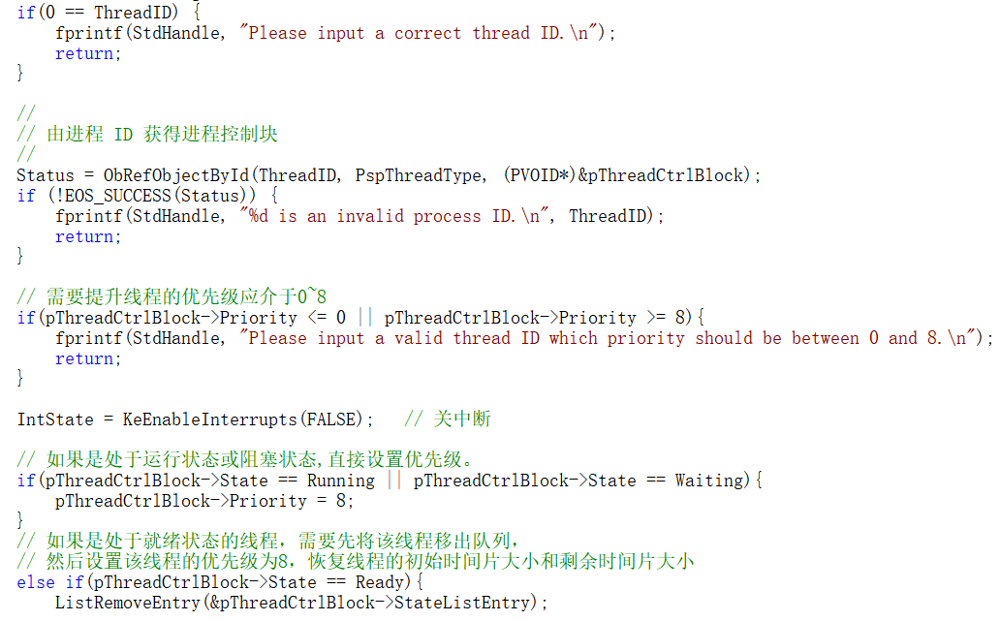 if(0 == ThreadID) {
    fprintf(StdHandle, "Please input a correct thread ID.\n");
    return;
}
//
// 由进程 ID 获得进程控制块
//
Status = ObRefObjectById(ThreadID, PspThreadType, (PVOID*)&pThreadCtrlBlock);
if (!EOS_SUCCESS(Status)) {
    fprintf(StdHandle, "%d is an invalid process ID.\n", ThreadID);
    return;
}
// 需要提升线程的优先级应介于0~8
if(pThreadCtrlBlock->Priority <= 0 || pThreadCtrlBlock->Priority >= 8){
    fprintf(StdHandle, "Please input a valid thread ID which priority should be between 0 and 8.\n");
    return;
}
IntState = KeEnableInterrupts(FALSE);   // 关中断
// 如果是处于运行状态或阻塞状态,直接设置优先级。
if(pThreadCtrlBlock->State == Running || pThreadCtrlBlock->State == Waiting){
    pThreadCtrlBlock->Priority = 8;
}
// 如果是处于就绪状态的线程，需要先将该线程移出队列，
// 然后设置该线程的优先级为8，恢复线程的初始时间片大小和剩余时间片大小
else if(pThreadCtrlBlock->State == Ready){
    ListRemoveEntry(&pThreadCtrlBlock->StateListEntry);